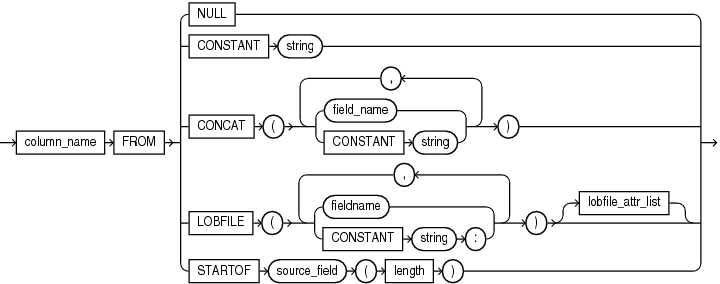 NULL
CONSTANT string
,
field_name
column_name FROM CONCAT ( )
CONSTANT string
,
fieldname lobfile_attr_list
LOBFILE ( )
CONSTANT string :
STARTOF source_field ( length )